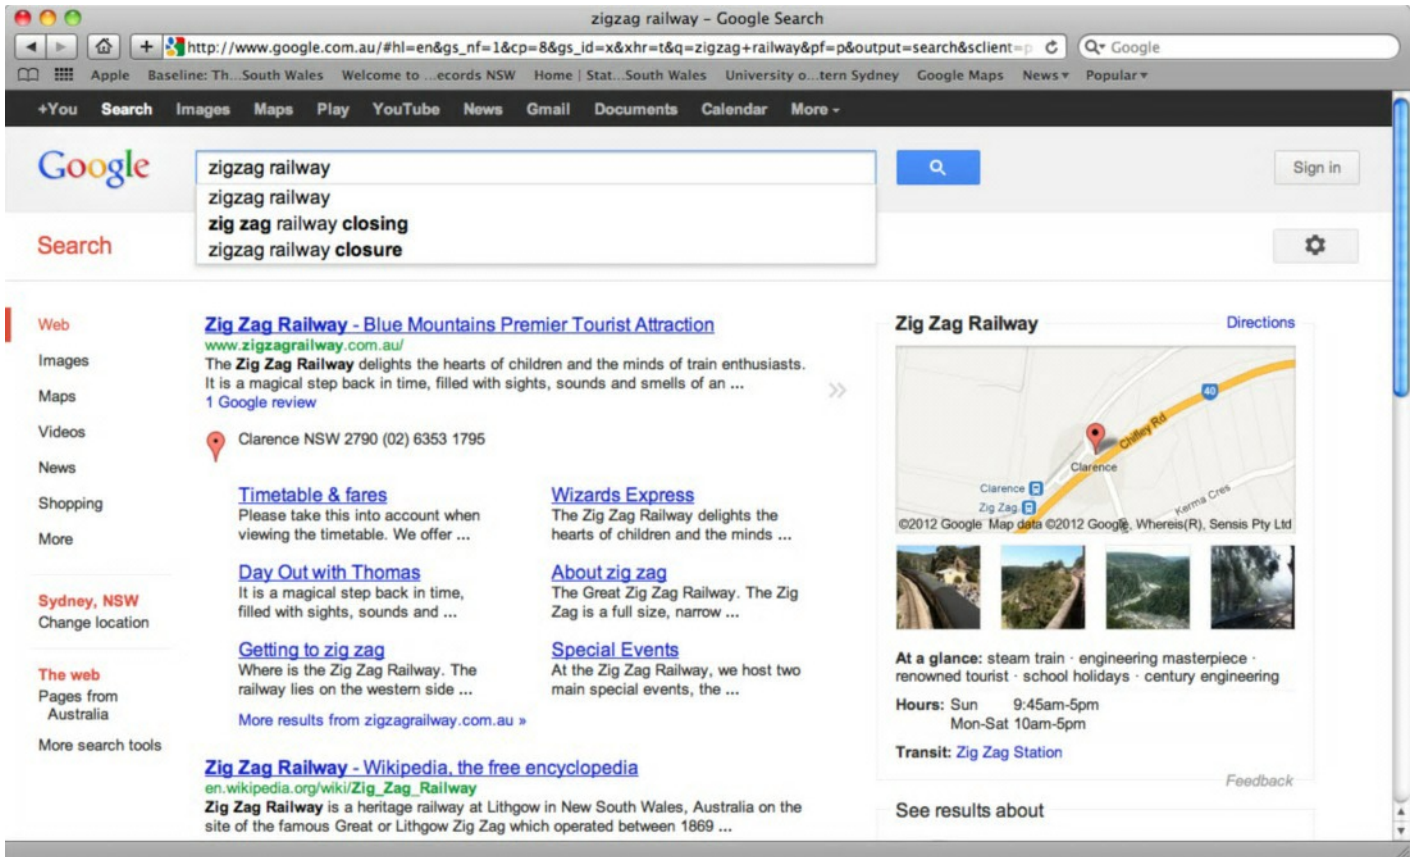 zigzag railway – Google Search
http://www.google.com.au/#hl=en&gs_nf=1&cp=8&gs_id=x&xhr=t&q=zigzag+railway&pf=p&output=search&sclient=p
Google
Apple Baseline: Th...South Wales Welcome to ...ecords NSW Home | Stat...South Wales University o...tern Sydney Google Maps News Popular
+You Search Images Maps Play YouTube News Gmail Documents Calendar More
Google
zigzag railway
Sign in
zigzag railway
zig zag railway closing
zigzag railway closure
Search
Web
Images
Maps
Videos
News
Shopping
More
Sydney, NSW
Change location
The web
Pages from
Australia
More search tools
Zig Zag Railway - Blue Mountains Premier Tourist Attraction
www.zigzagrailway.com.au/
The Zig Zag Railway delights the hearts of children and the minds of train enthusiasts.
It is a magical step back in time, filled with sights, sounds and smells of an ...
1 Google review
Clarence NSW 2790 (02) 6353 1795
Timetable & fares
Please take this into account when
viewing the timetable. We offer ...
Wizards Express
The Zig Zag Railway delights the
hearts of children and the minds ...
Day Out with Thomas
It is a magical step back in time,
filled with sights, sounds and ...
About zig zag
The Great Zig Zag Railway. The Zig
Zag is a full size, narrow ...
Getting to zig zag
Where is the Zig Zag Railway. The
railway lies on the western side ...
Special Events
At the Zig Zag Railway, we host two
main special events, the ...
More results from zigzagrailway.com.au »
Zig Zag Railway - Wikipedia, the free encyclopedia
en.wikipedia.org/wiki/Zig_Zag_Railway
Zig Zag Railway is a heritage railway at Lithgow in New South Wales, Australia on the
site of the famous Great or Lithgow Zig Zag which operated between 1869 ...
Zig Zag Railway
Directions
40
Chifley Rd
Clarence
Clarence
Zig Zag
Kerma Cres
©2012 Google Map data ©2012 Google, Whereis(R), Sensis Pty Ltd
At a glance: steam train · engineering masterpiece ·
renowned tourist · school holidays · century engineering
Hours: Sun 9:45am-5pm
Mon-Sat 10am-5pm
Transit: Zig Zag Station
Feedback
See results about